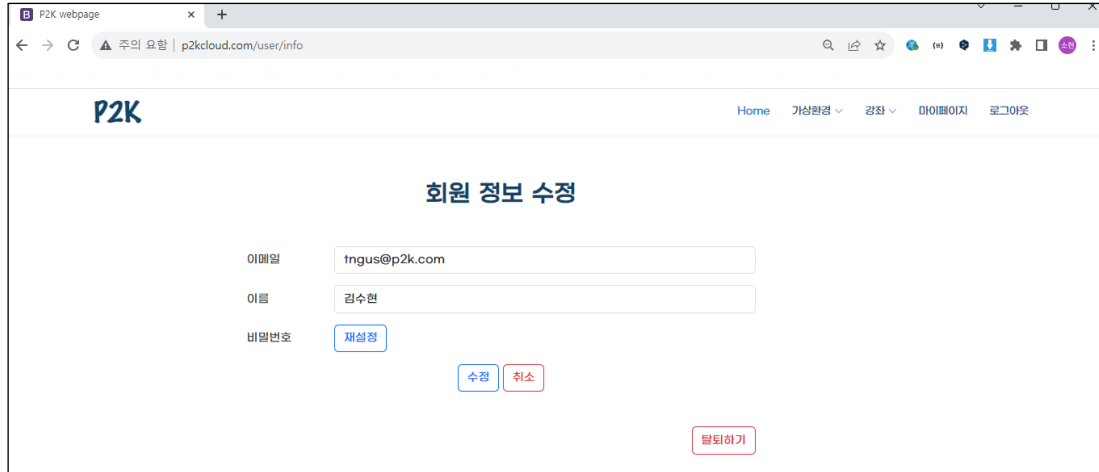 P2K webpage
주의 요함 | p2kcloud.com/user/info
소현
P2K
Home 가상환경 강좌 마이페이지 로그아웃
회원 정보 수정
이메일 tngus@p2k.com
이름 김수현
비밀번호 재설정
수정 취소
탈퇴하기